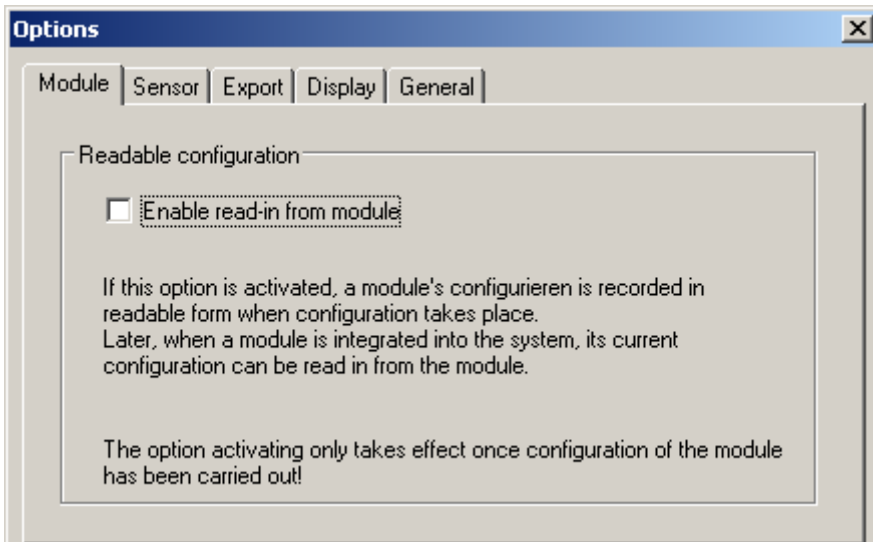 Options
Module Sensor Export Display General
Readable configuration
Enable read-in from module
If this option is activated, a module's configurieren is recorded in
readable form when configuration takes place.
Later, when a module is integrated into the system, its current
configuration can be read in from the module.
The option activating only takes effect once configuration of the module
has been carried out!